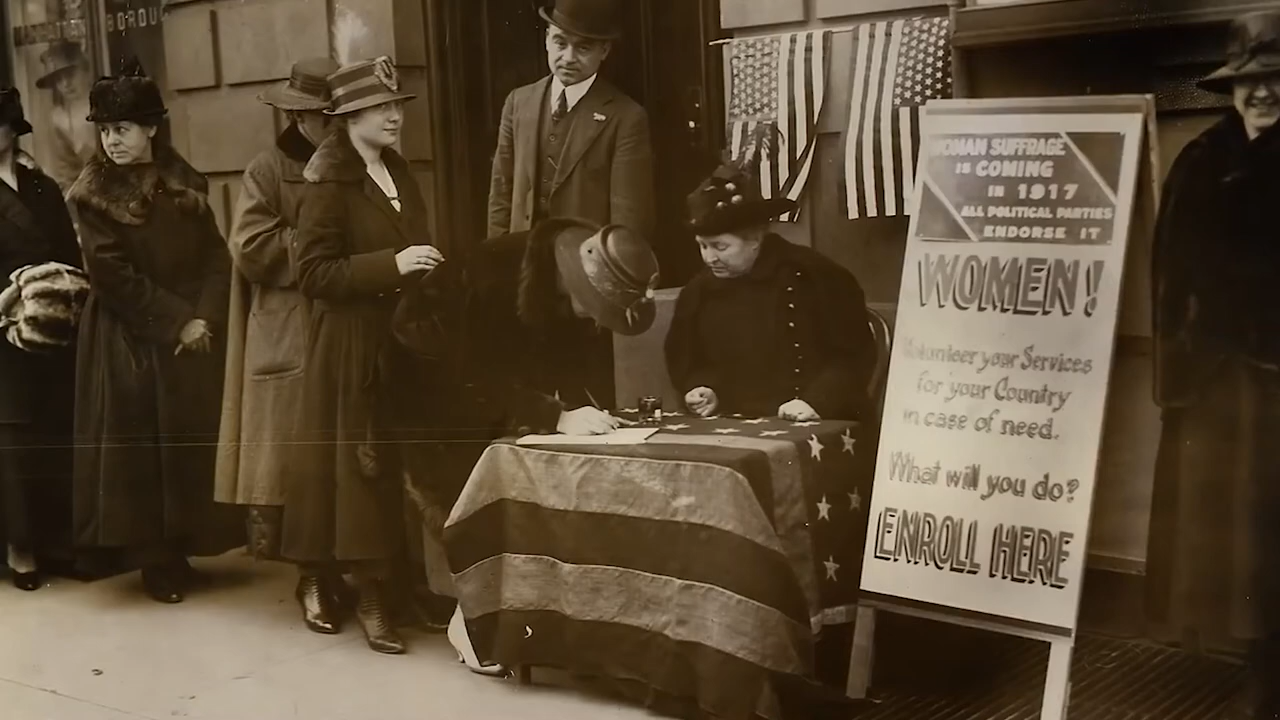 BOROU
WOMAN SUFFRAGE
IS COMING
IN 1917
ALL POLITICAL PARTIES
ENDORSE IT
WOMEN!
Volunteer your Services
for your Country
in case of need.
What will you do?
ENROLL HERE